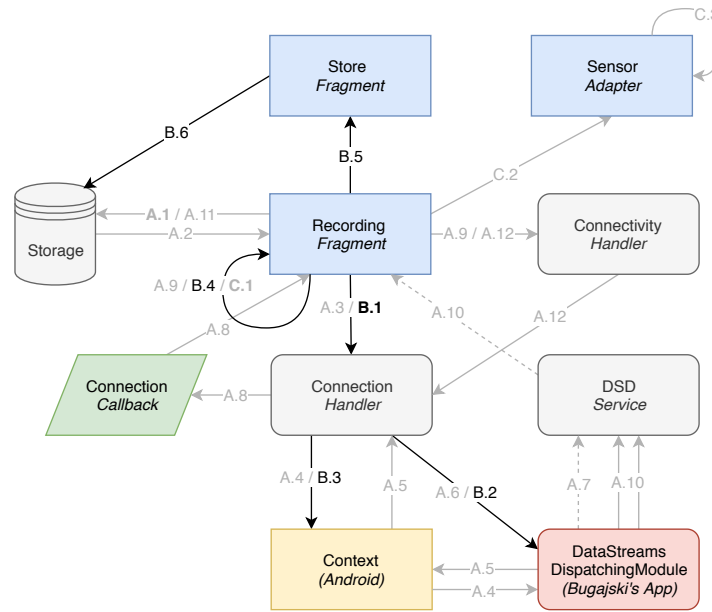 C.3
Store
Fragment
Sensor
Adapter
B.6
B.5
C.2
Storage
A.1 / A.11
A.2
Recording
Fragment
A.9 / A.12
Connectivity
Handler
A.9 / B.4 / C.1
A.3 / B.1
A.10
A.12
A.8
Connection
Callback
A.8
Connection
Handler
DSD
Service
A.4 / B.3
A.5
A.6 / B.2
A.7
A.10
Context
(Android)
A.5
A.4
DataStreams
DispatchingModule
(Bugajski's App)